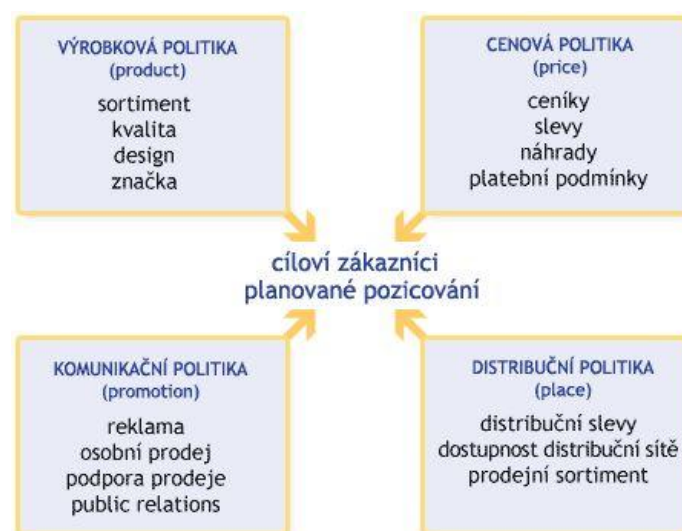 VÝROBKOVÁ POLITIKA
(product)
sortiment
kvalita
design
značka
CENOVÁ POLITIKA
(price)
ceníky
slevy
náhrady
platební podmínky
cíloví zákazníci
planované pozicování
KOMUNIKAČNÍ POLITIKA
(promotion)
reklama
osobní prodej
podpora prodeje
public relations
DISTRIBUČNÍ POLITIKA
(place)
distribuční slevy
dostupnost distribuční sítě
prodejní sortiment